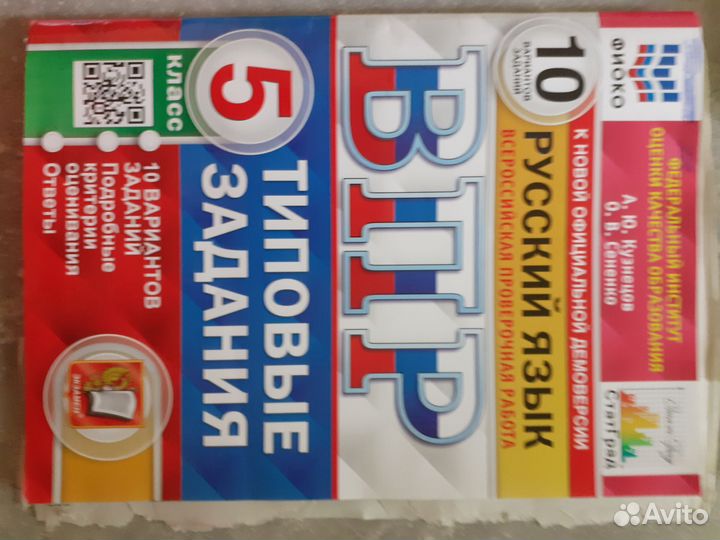 ФИОКО
ФЕДЕРАЛЬНЫЙ ИНСТИТУТ
ОЦЕНКИ КАЧЕСТВА ОБРАЗОВАНИЯ
А. Ю. Кузнецов
О. В. Сененко
СтатГрад
К НОВОЙ ОФИЦИАЛЬНОЙ ДЕМОВЕРСИИ
10
ВАРИАНТОВ
ЗАДАНИЙ
РУССКИЙ ЯЗЫК
ВСЕРОССИЙСКАЯ ПРОВЕРОЧНАЯ РАБОТА
ВПР
5
класс
ТИПОВЫЕ
ЗАДАНИЯ
10 ВАРИАНТОВ
ЗАДАНИЙ
Подробные
критерии
оценивания
Ответы
ЭКЗАМЕН
Avito